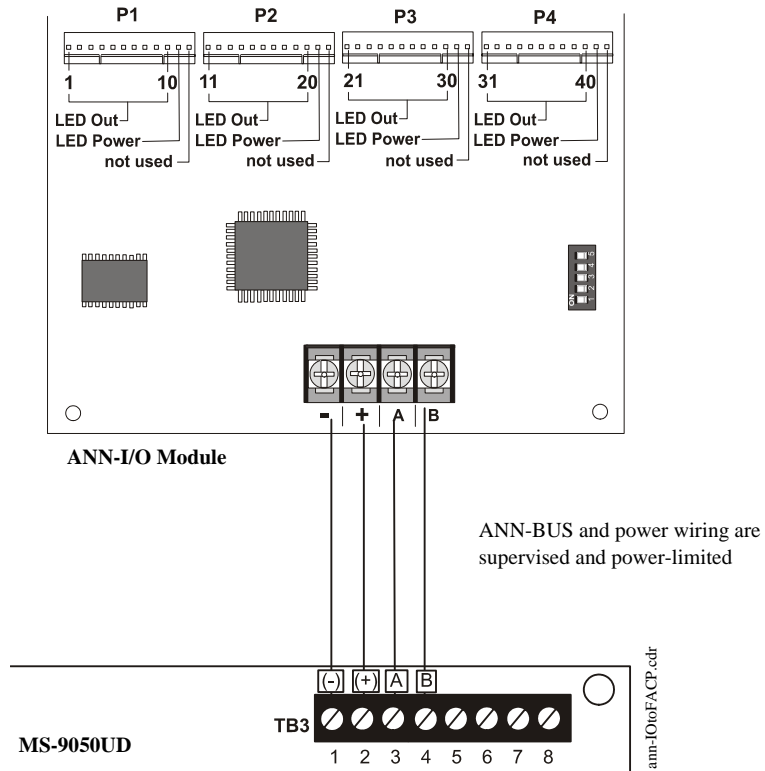 P1 P2 P3 P4
1 10 11 20 21 30 31 40
LED Out LED Out LED Out LED Out
LED Power LED Power LED Power LED Power
not used not used not used not used
ON 1 2 3 4 5
- + A B
ANN-I/O Module
ANN-BUS and power wiring are
supervised and power-limited
(-) (+) A B
TB3
1 2 3 4 5 6 7 8
MS-9050UD
ann-IOtoFACP.cdr